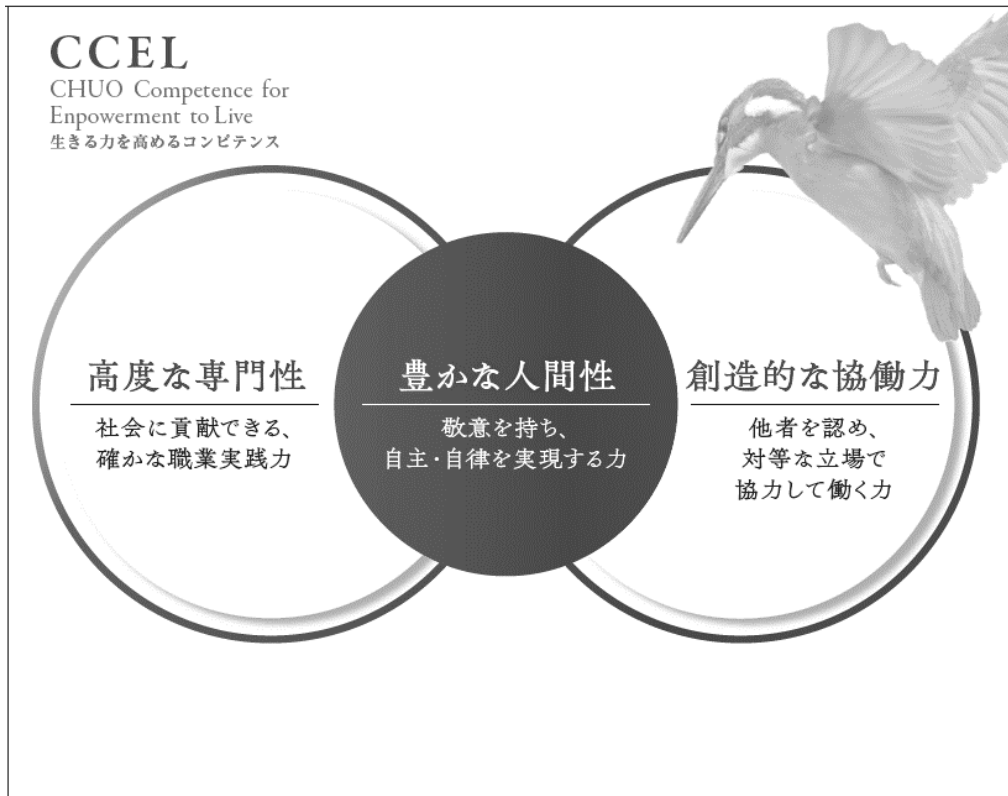 CCEL
CHUO Competence for
Enpowerment to Live
生きる力を高めるコンピテンス
高度な専門性
社会に貢献できる、
確かな職業実践力
豊かな人間性
敬意を持ち、
自主・自律を実現する力
創造的な協働力
他者を認め、
対等な立場で
協力して働く力